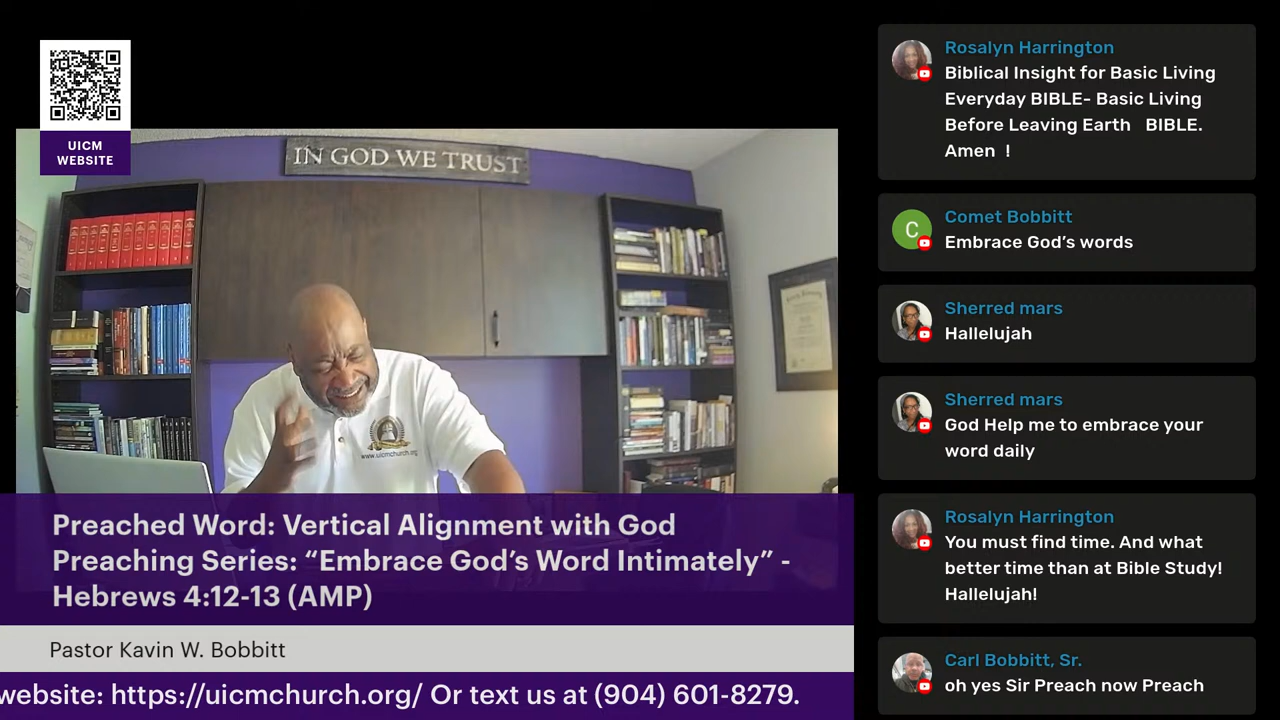 UICM
WEBSITE
IN GOD WE TRUST
www.uicmchurch.org
Preached Word: Vertical Alignment with God
Preaching Series: “Embrace God’s Word Intimately” -
Hebrews 4:12-13 (AMP)
Pastor Kavin W. Bobbitt
website: https://uicmchurch.org/ Or text us at (904) 601-8279.
Rosalyn Harrington
Biblical Insight for Basic Living
Everyday BIBLE- Basic Living
Before Leaving Earth BIBLE.
Amen !
C
Comet Bobbitt
Embrace God’s words
Sherred mars
Hallelujah
Sherred mars
God Help me to embrace your
word daily
Rosalyn Harrington
You must find time. And what
better time than at Bible Study!
Hallelujah!
Carl Bobbitt, Sr.
oh yes Sir Preach now Preach